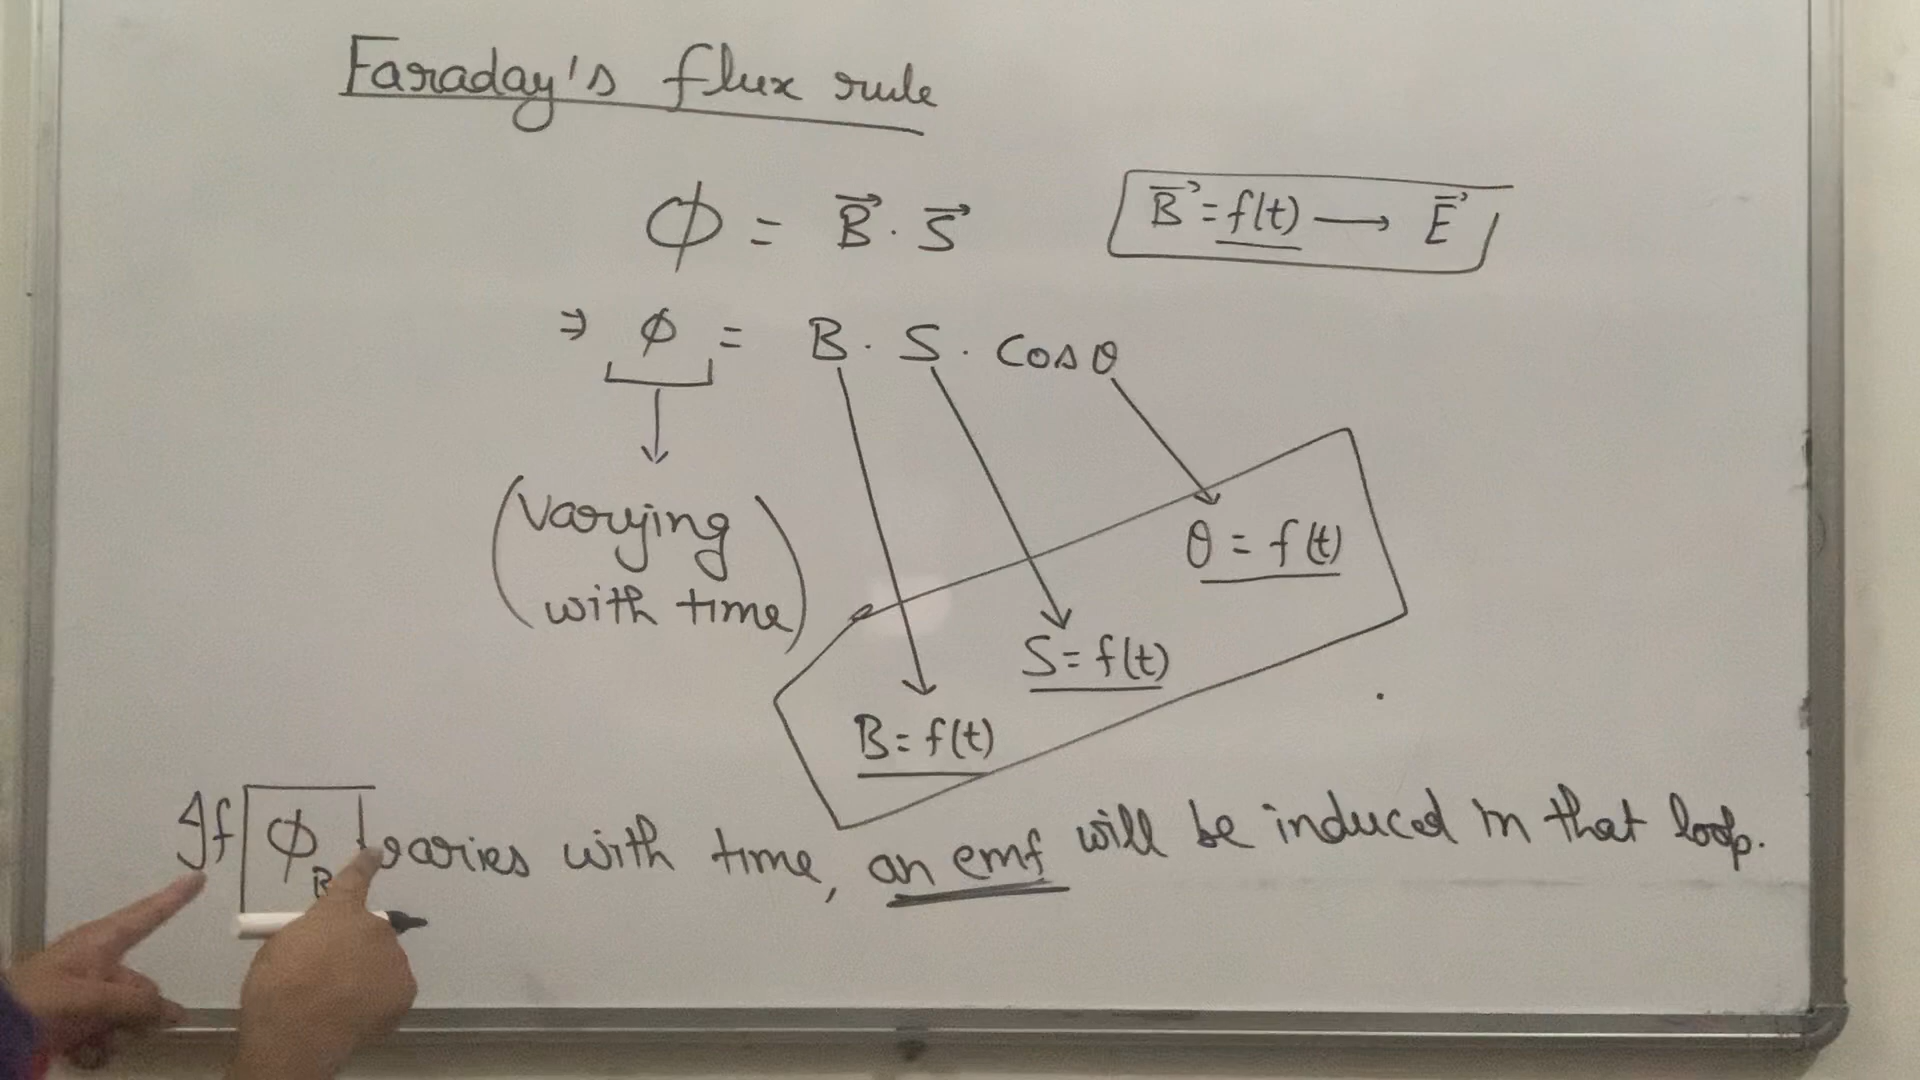 Faraday's flux rule
ϕ = B⃗ . S⃗
B⃗ = f(t) ⟶ E⃗
⇒ ϕ = B . S . Cos θ
(varying with time)
θ = f(t)
S = f(t)
B = f(t)
If ϕ_B varies with time, an emf will be induced in that loop.